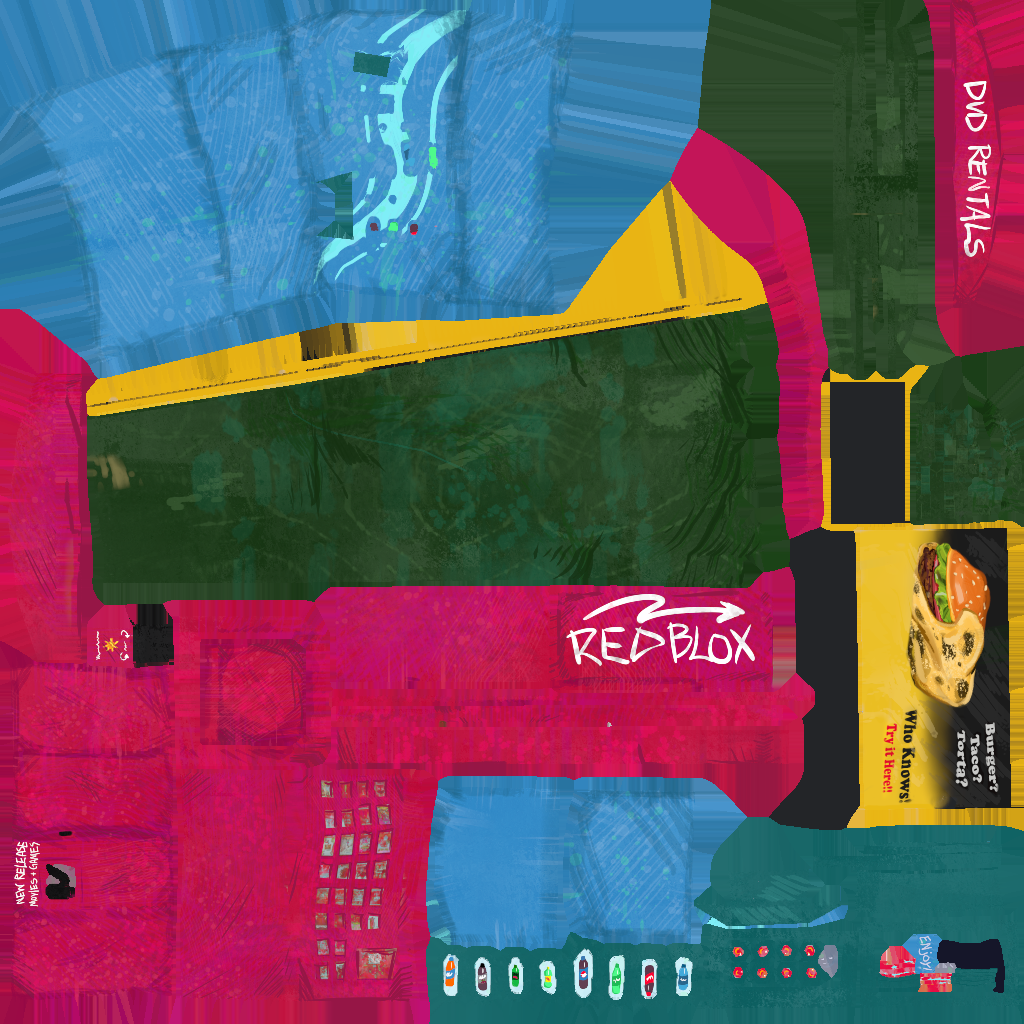 DVD RENTALS
REDBLOX
Burger?
Taco?
Torta?
Who Knows!
Try it Here!!
NEW RELEASE
MOVIES + GAMES
ENJOY!